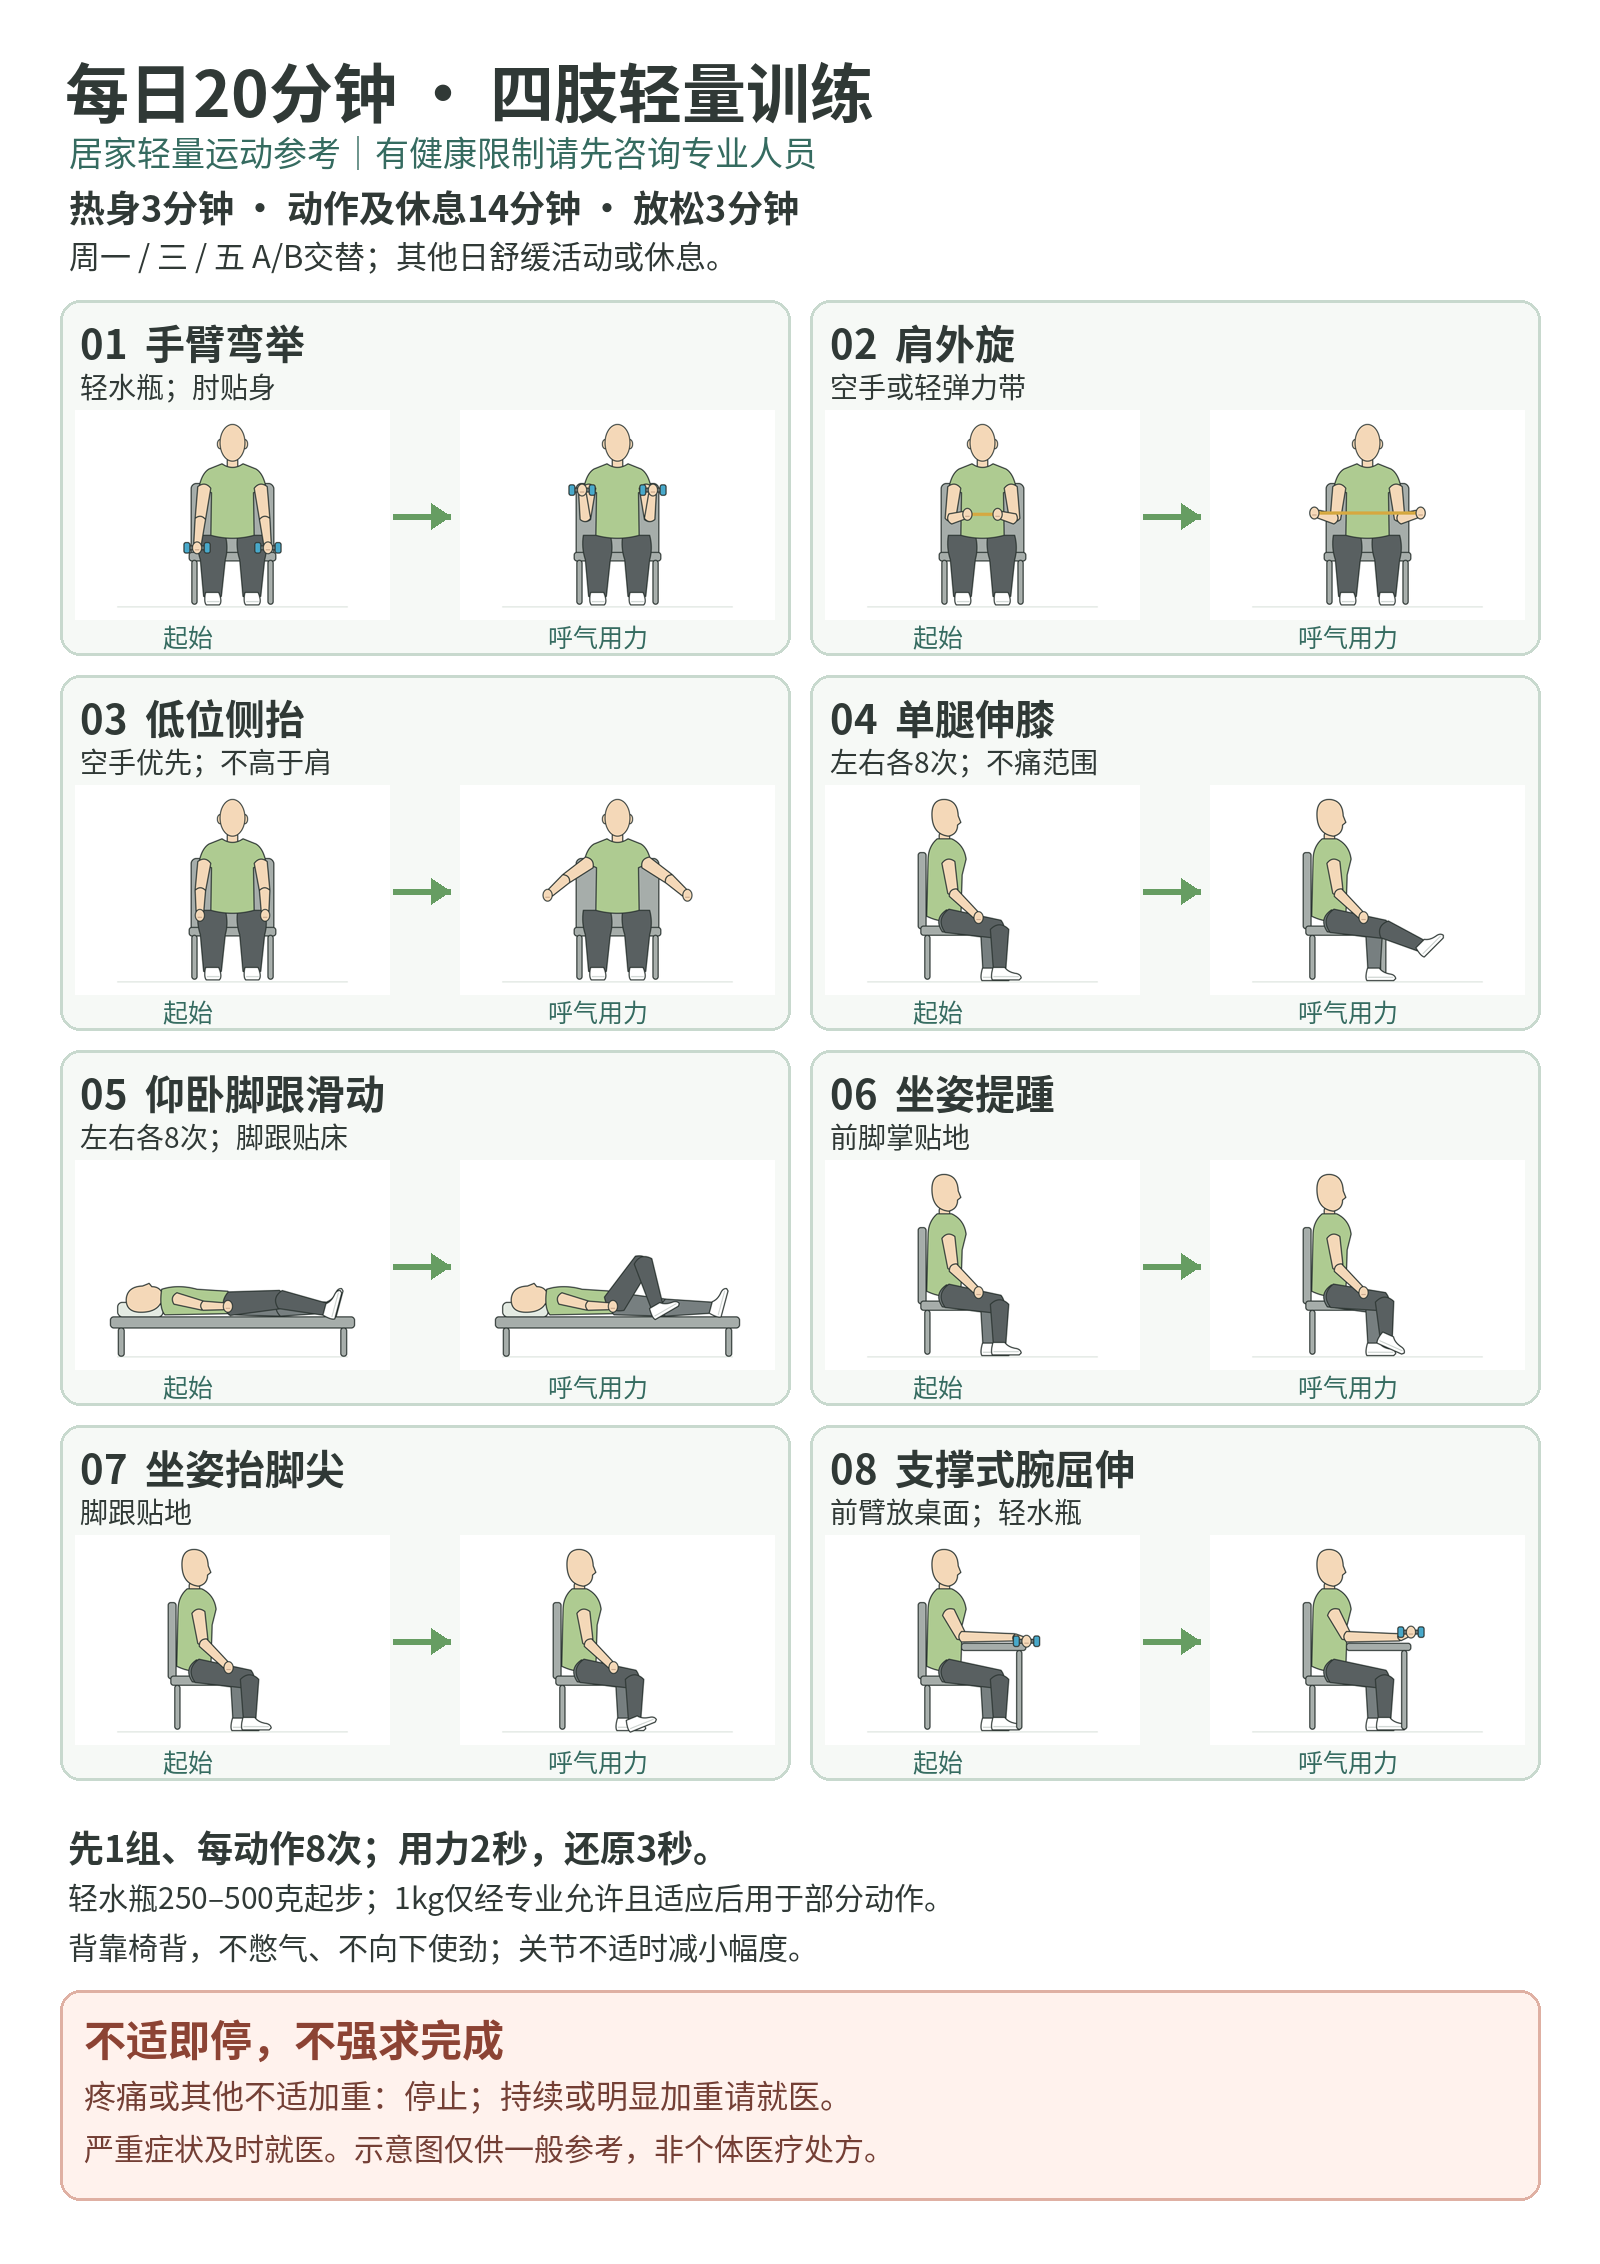 每日20分钟 · 四肢轻量训练
居家轻量运动参考｜有健康限制请先咨询专业人员
热身3分钟 · 动作及休息14分钟 · 放松3分钟
周一 / 三 / 五 A/B交替；其他日舒缓活动或休息。
01 手臂弯举
轻水瓶；肘贴身
起始
呼气用力
02 肩外旋
空手或轻弹力带
起始
呼气用力
03 低位侧抬
空手优先；不高于肩
起始
呼气用力
04 单腿伸膝
左右各8次；不痛范围
起始
呼气用力
05 仰卧脚跟滑动
左右各8次；脚跟贴床
起始
呼气用力
06 坐姿提踵
前脚掌贴地
起始
呼气用力
07 坐姿抬脚尖
脚跟贴地
起始
呼气用力
08 支撑式腕屈伸
前臂放桌面；轻水瓶
起始
呼气用力
先1组、每动作8次；用力2秒，还原3秒。
轻水瓶250–500克起步；1kg仅经专业允许且适应后用于部分动作。
背靠椅背，不憋气、不向下使劲；关节不适时减小幅度。
不适即停，不强求完成
疼痛或其他不适加重：停止；持续或明显加重请就医。
严重症状及时就医。示意图仅供一般参考，非个体医疗处方。